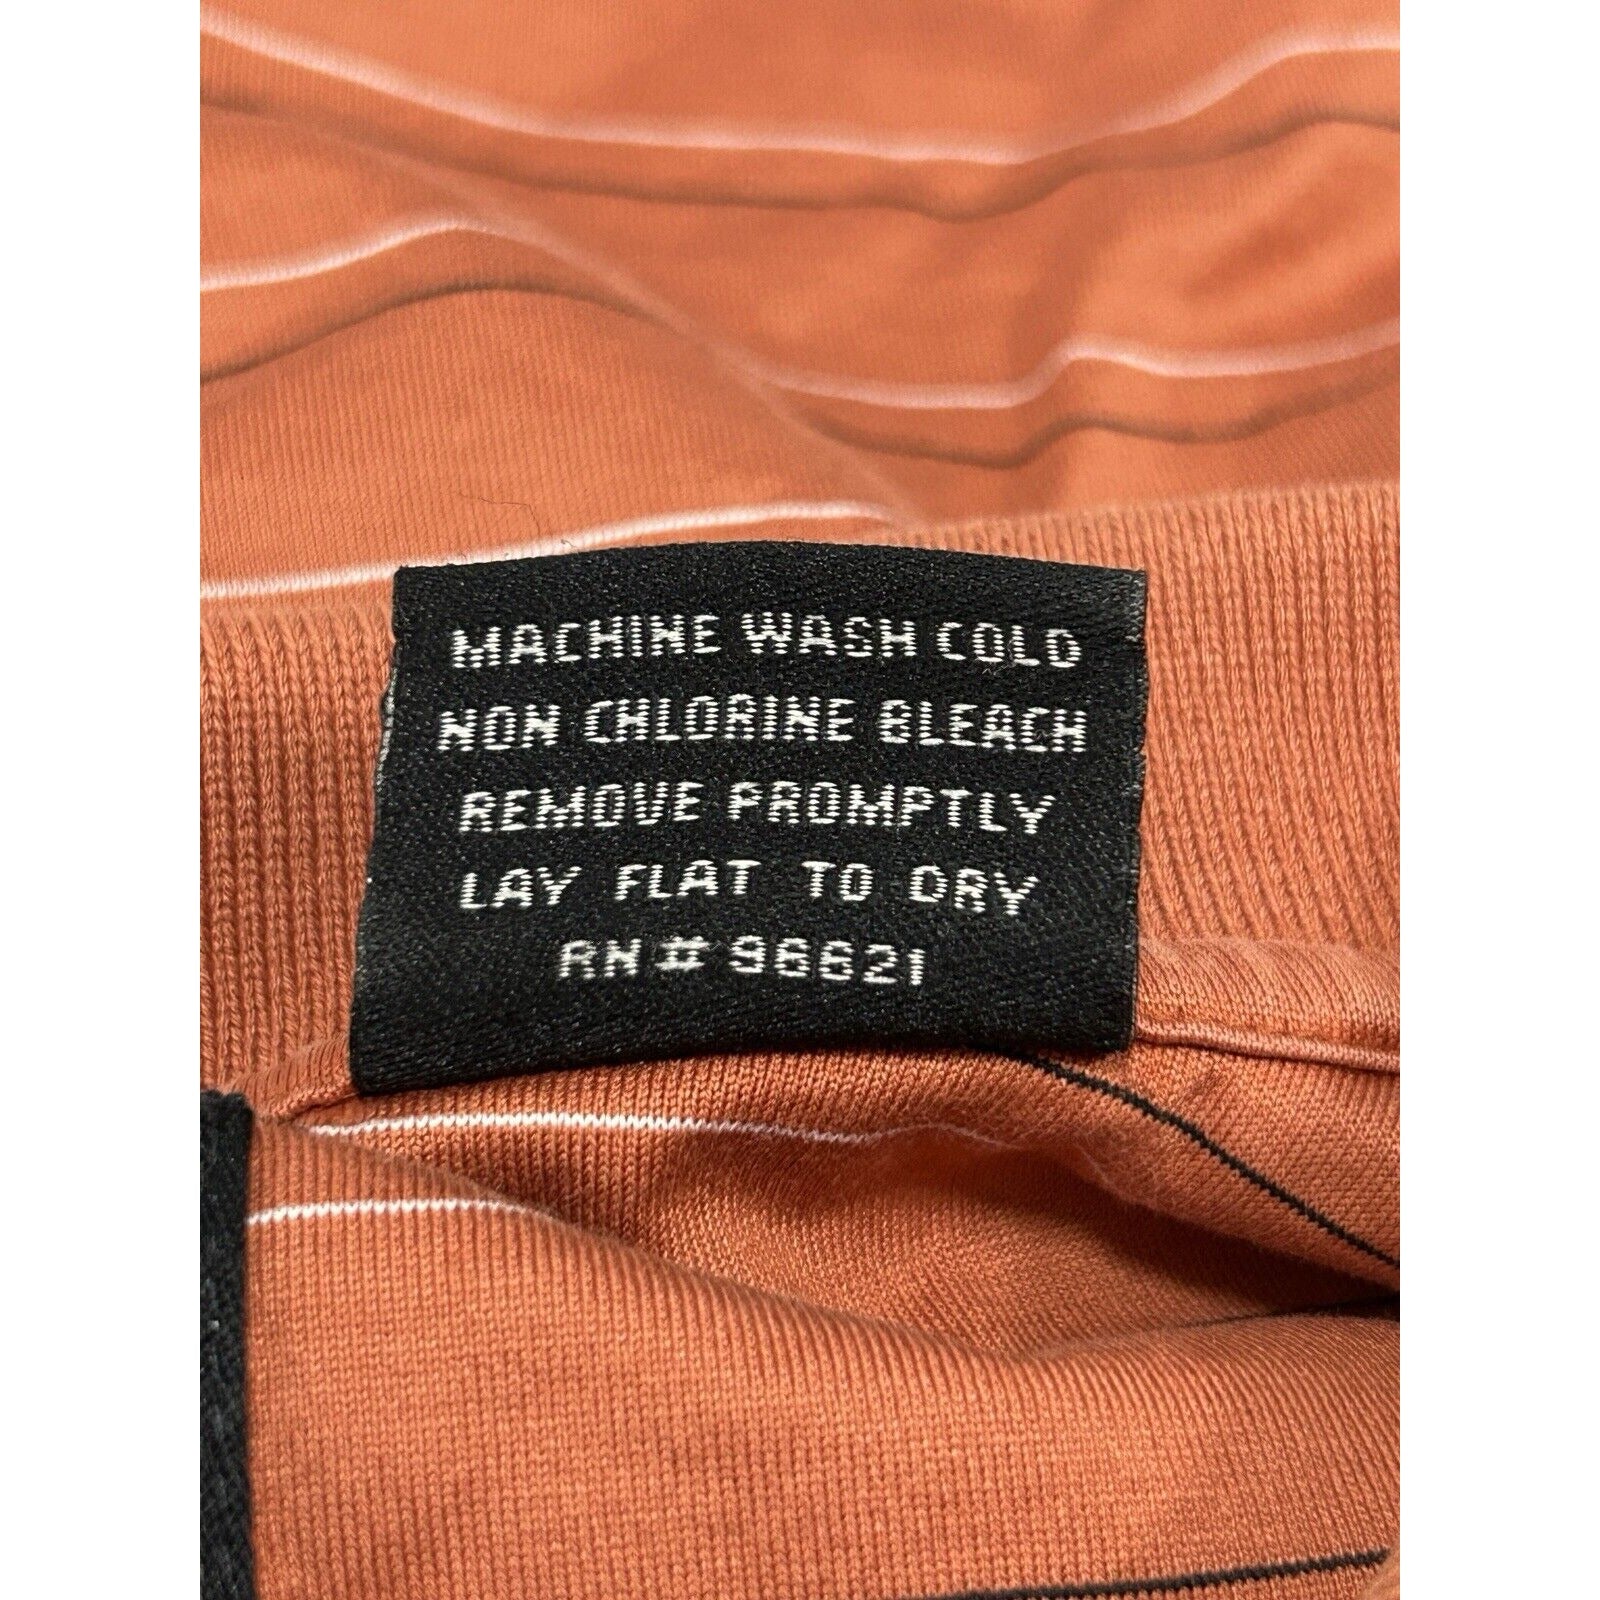 MACHINE WASH COLD
NON CHLORINE BLEACH
REMOVE PROMPTLY
LAY FLAT TO DRY
RN# 96621